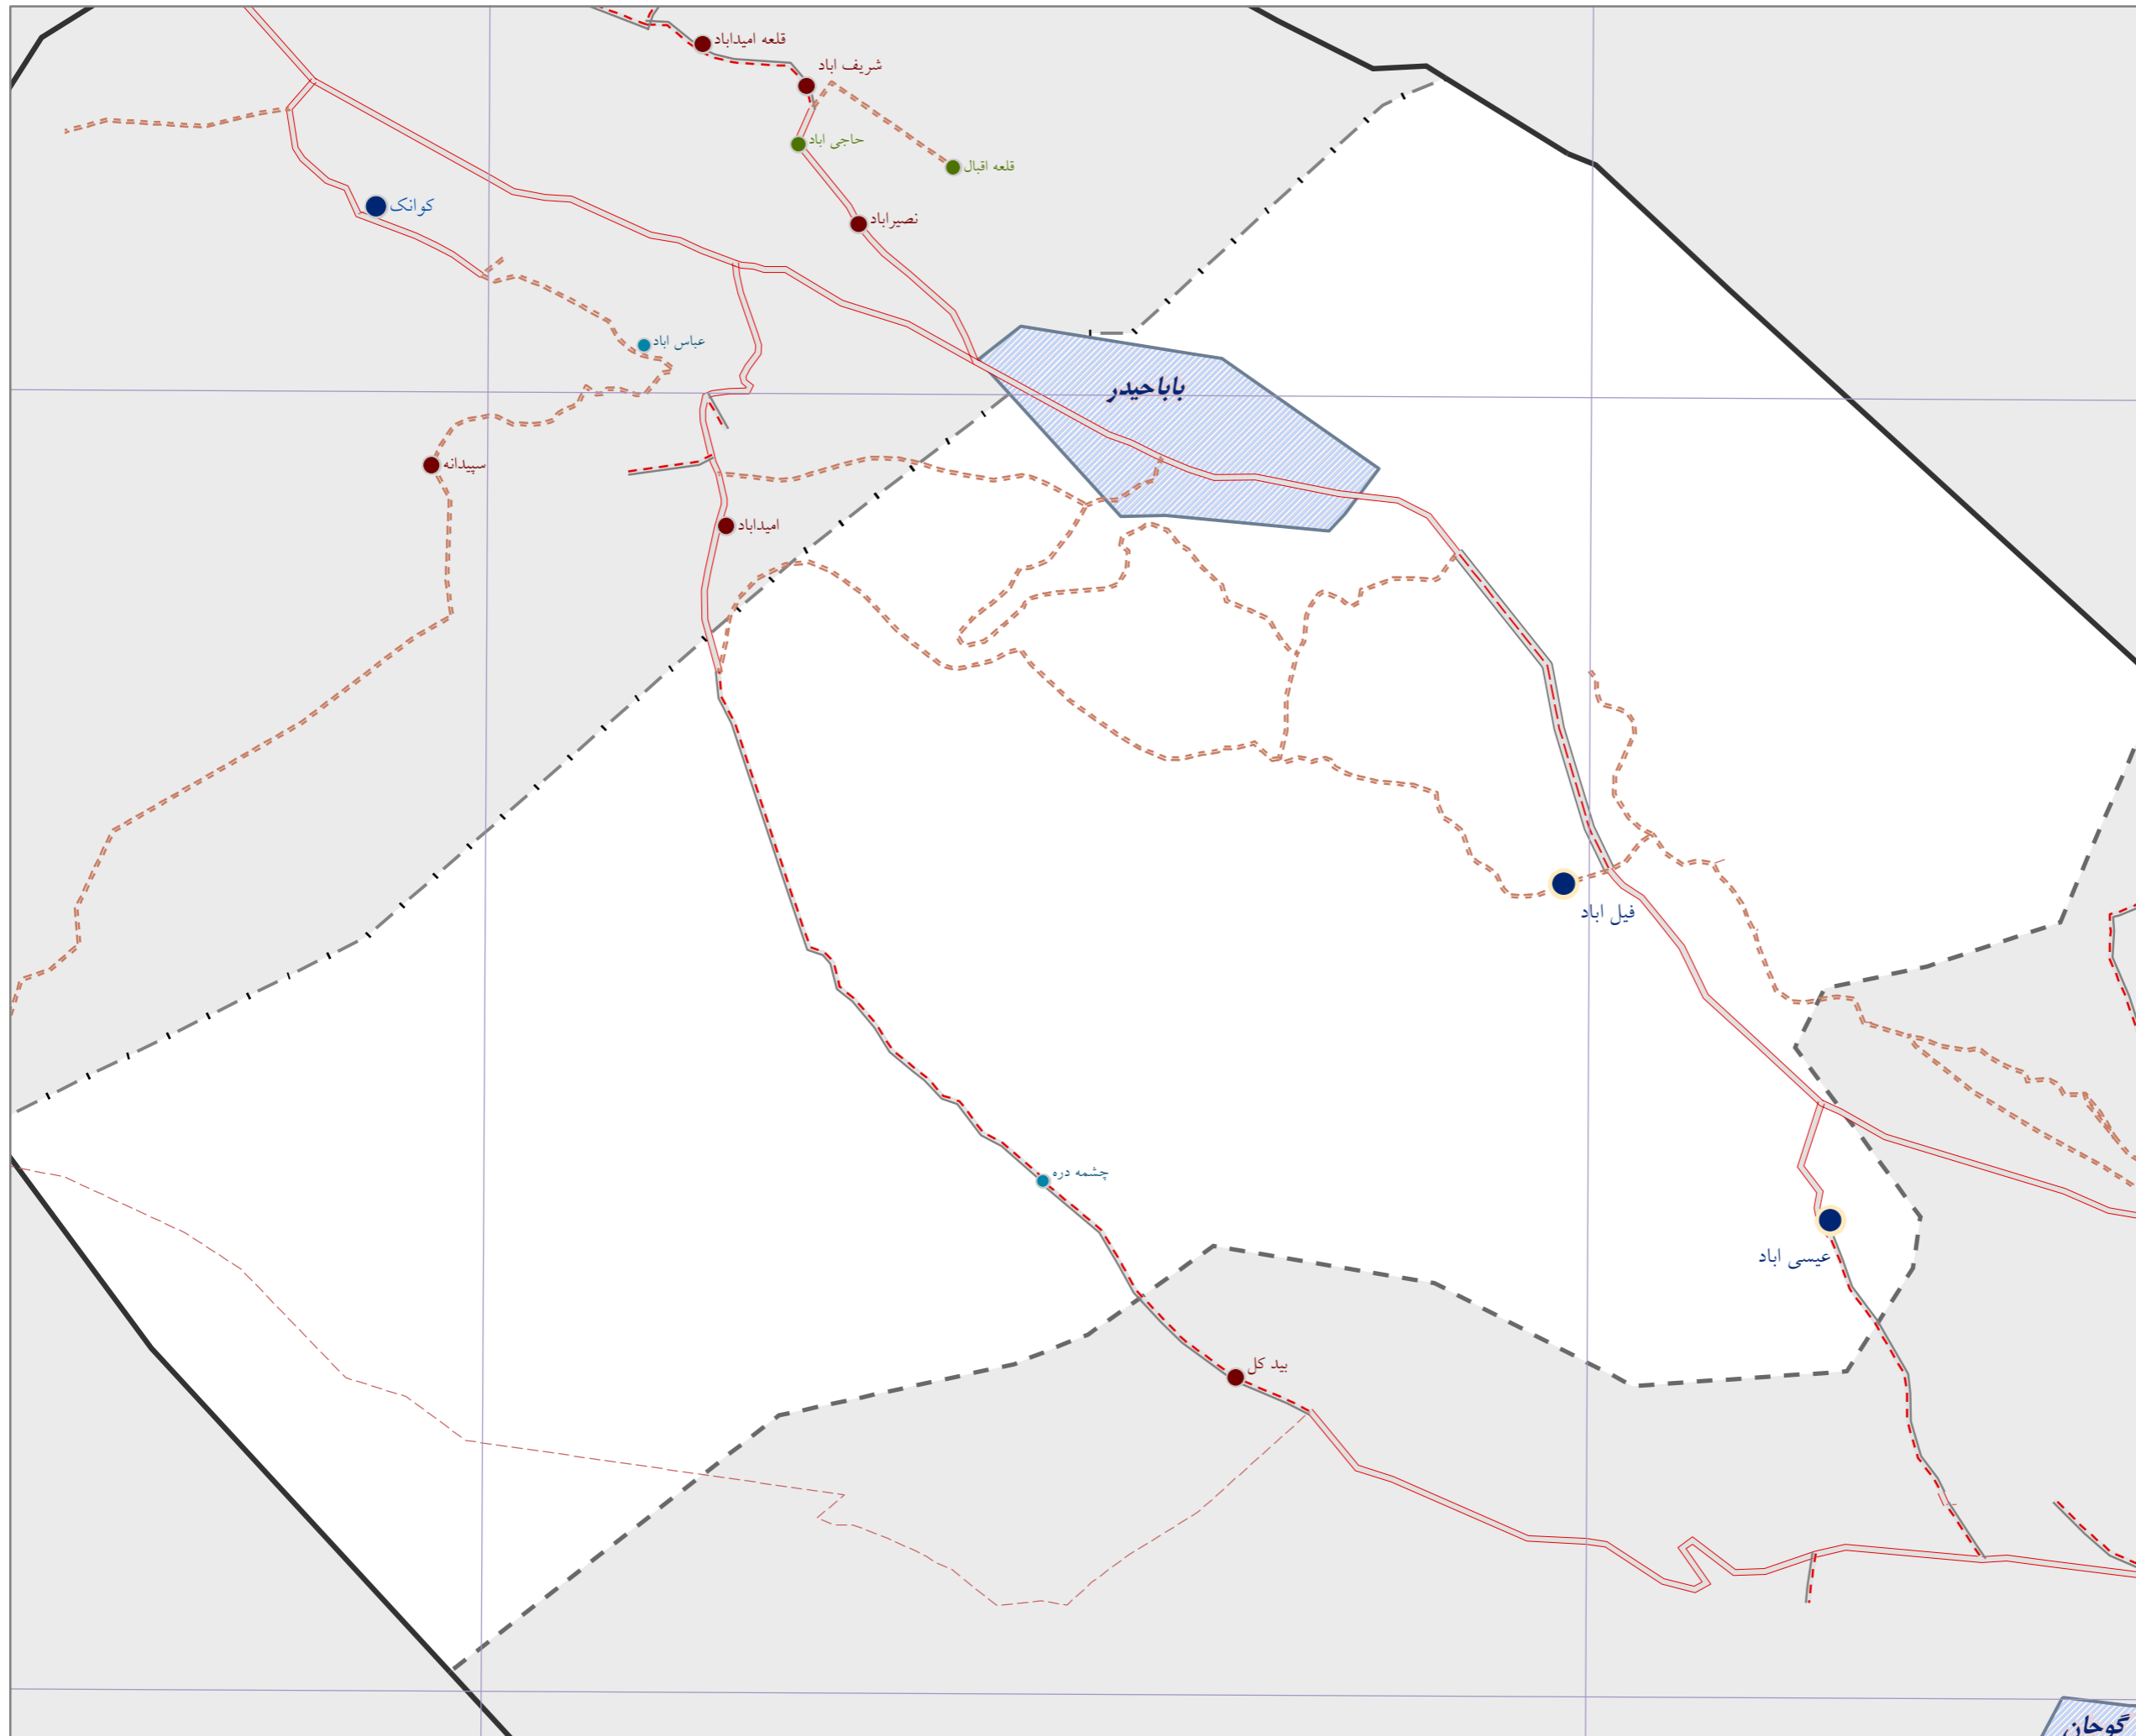 قلعه امیداباد
شریف اباد
حاجی اباد
قلعه اقبال
کوانک
نصیراباد
عباس اباد
باباحیدر
سپیدانه
امیداباد
فیل اباد
چشمه دره
عیسی اباد
بید کل
گوجان